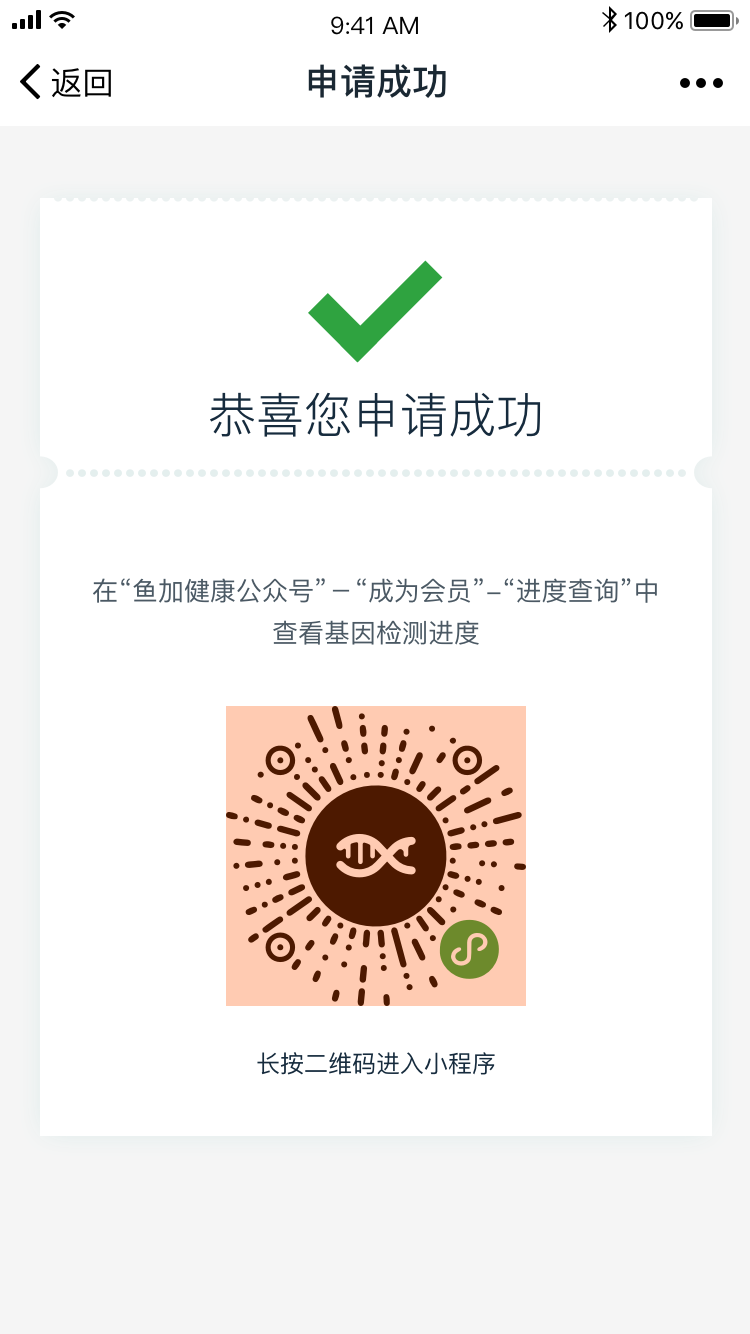 9:41 AM
100%
返回
申请成功
恭喜您申请成功
在“鱼加健康公众号”－“成为会员”–“进度查询”中
查看基因检测进度
长按二维码进入小程序